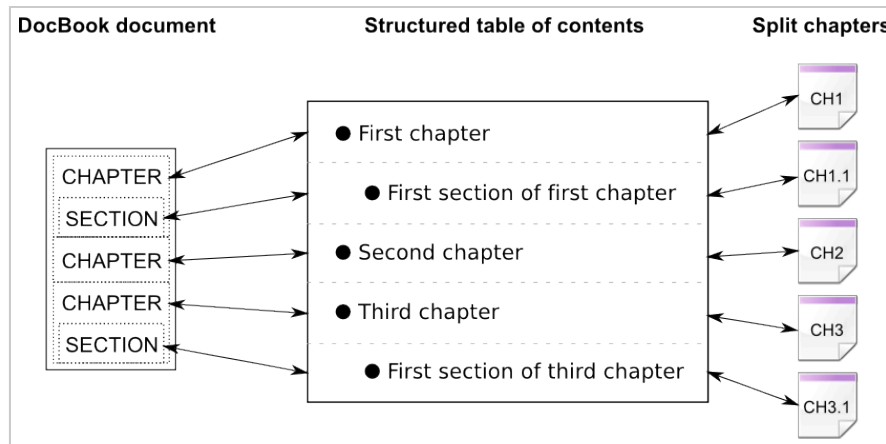 DocBook document
Structured table of contents
Split chapters
CHAPTER
SECTION
CHAPTER
CHAPTER
SECTION
● First chapter
● First section of first chapter
● Second chapter
● Third chapter
● First section of third chapter
CH1
CH1.1
CH2
CH3
CH3.1